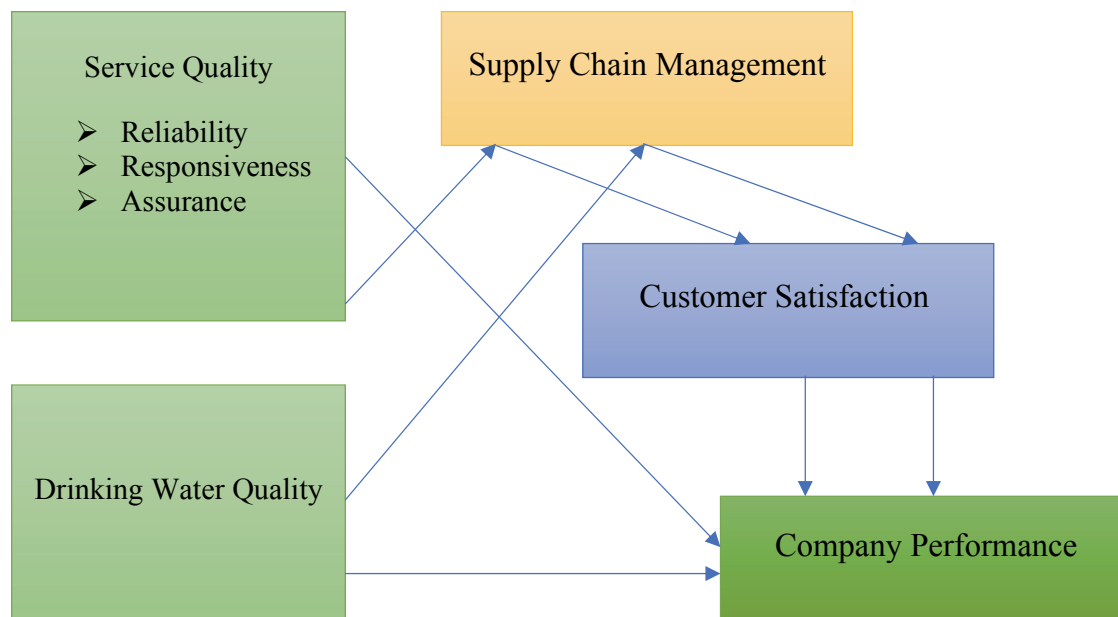 Service Quality
➢ Reliability
➢ Responsiveness
➢ Assurance
Supply Chain Management
Customer Satisfaction
Drinking Water Quality
Company Performance